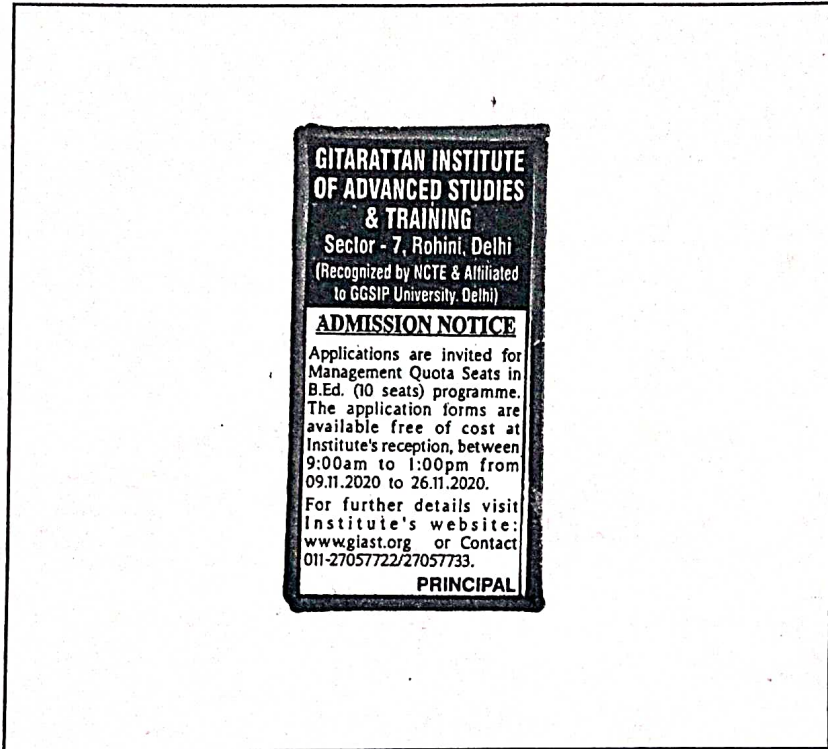 GITARATTAN INSTITUTE
OF ADVANCED STUDIES
& TRAINING
Sector - 7, Rohini, Delhi
(Recognized by NCTE & Affiliated
to GGSIP University, Delhi)
ADMISSION NOTICE
Applications are invited for
Management Quota Seats in
B.Ed. (10 seats) programme.
The application forms are
available free of cost at
Institute's reception, between
9:00am to 1:00pm from
09.11.2020 to 26.11.2020.
For further details visit
Institute's website:
www.giast.org or Contact
011-27057722/27057733.
PRINCIPAL